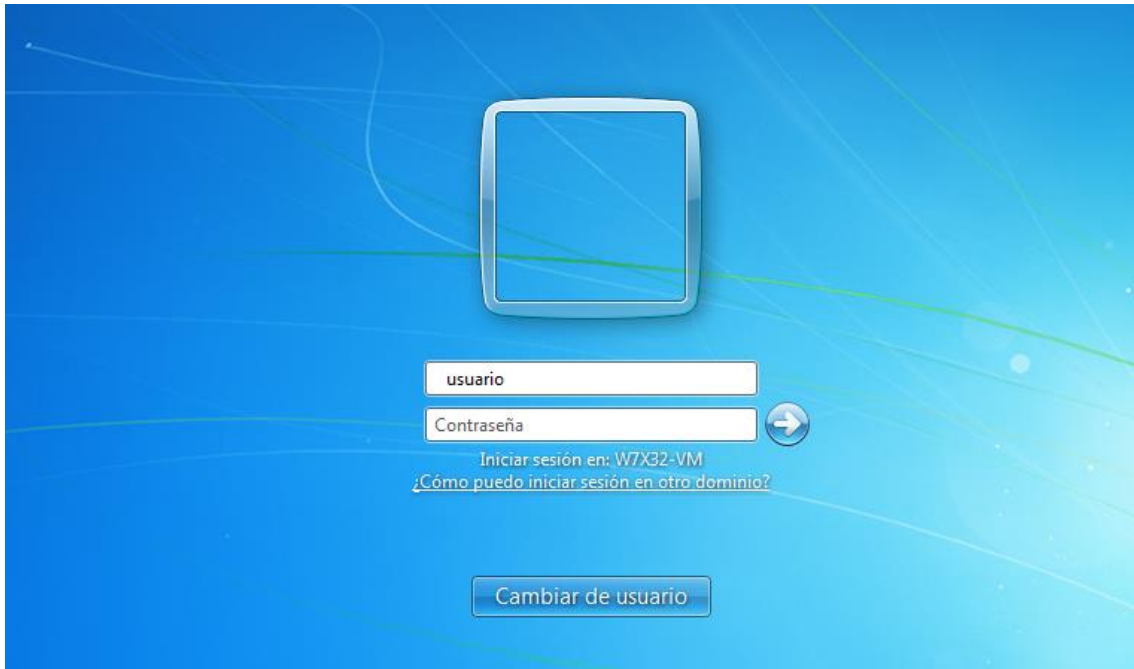 usuario
Contraseña
Iniciar sesión en: W7X32-VM
¿Cómo puedo iniciar sesión en otro dominio?
Cambiar de usuario